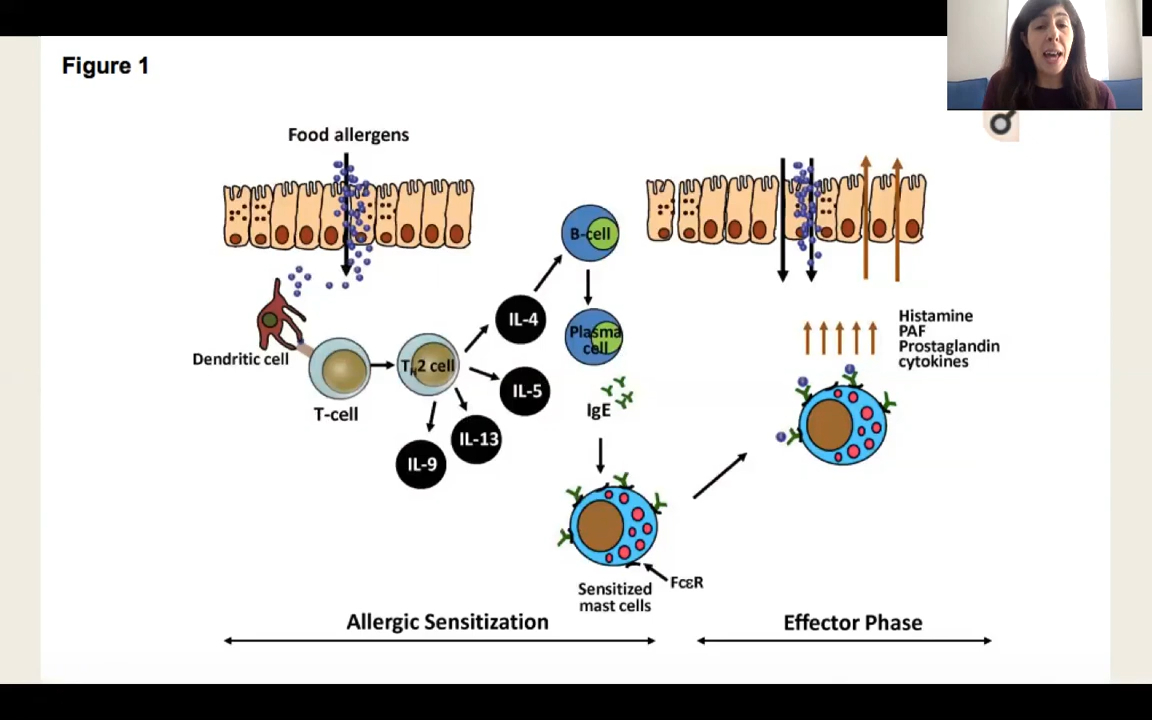 Figure 1
Food allergens
B-cell
IL-4
Plasma
cell
Dendritic cell
T-cell
TH2 cell
IL-5
IL-13
IL-9
IgE
Sensitized
mast cells
FcεR
Histamine
PAF
Prostaglandin
cytokines
Allergic Sensitization
Effector Phase